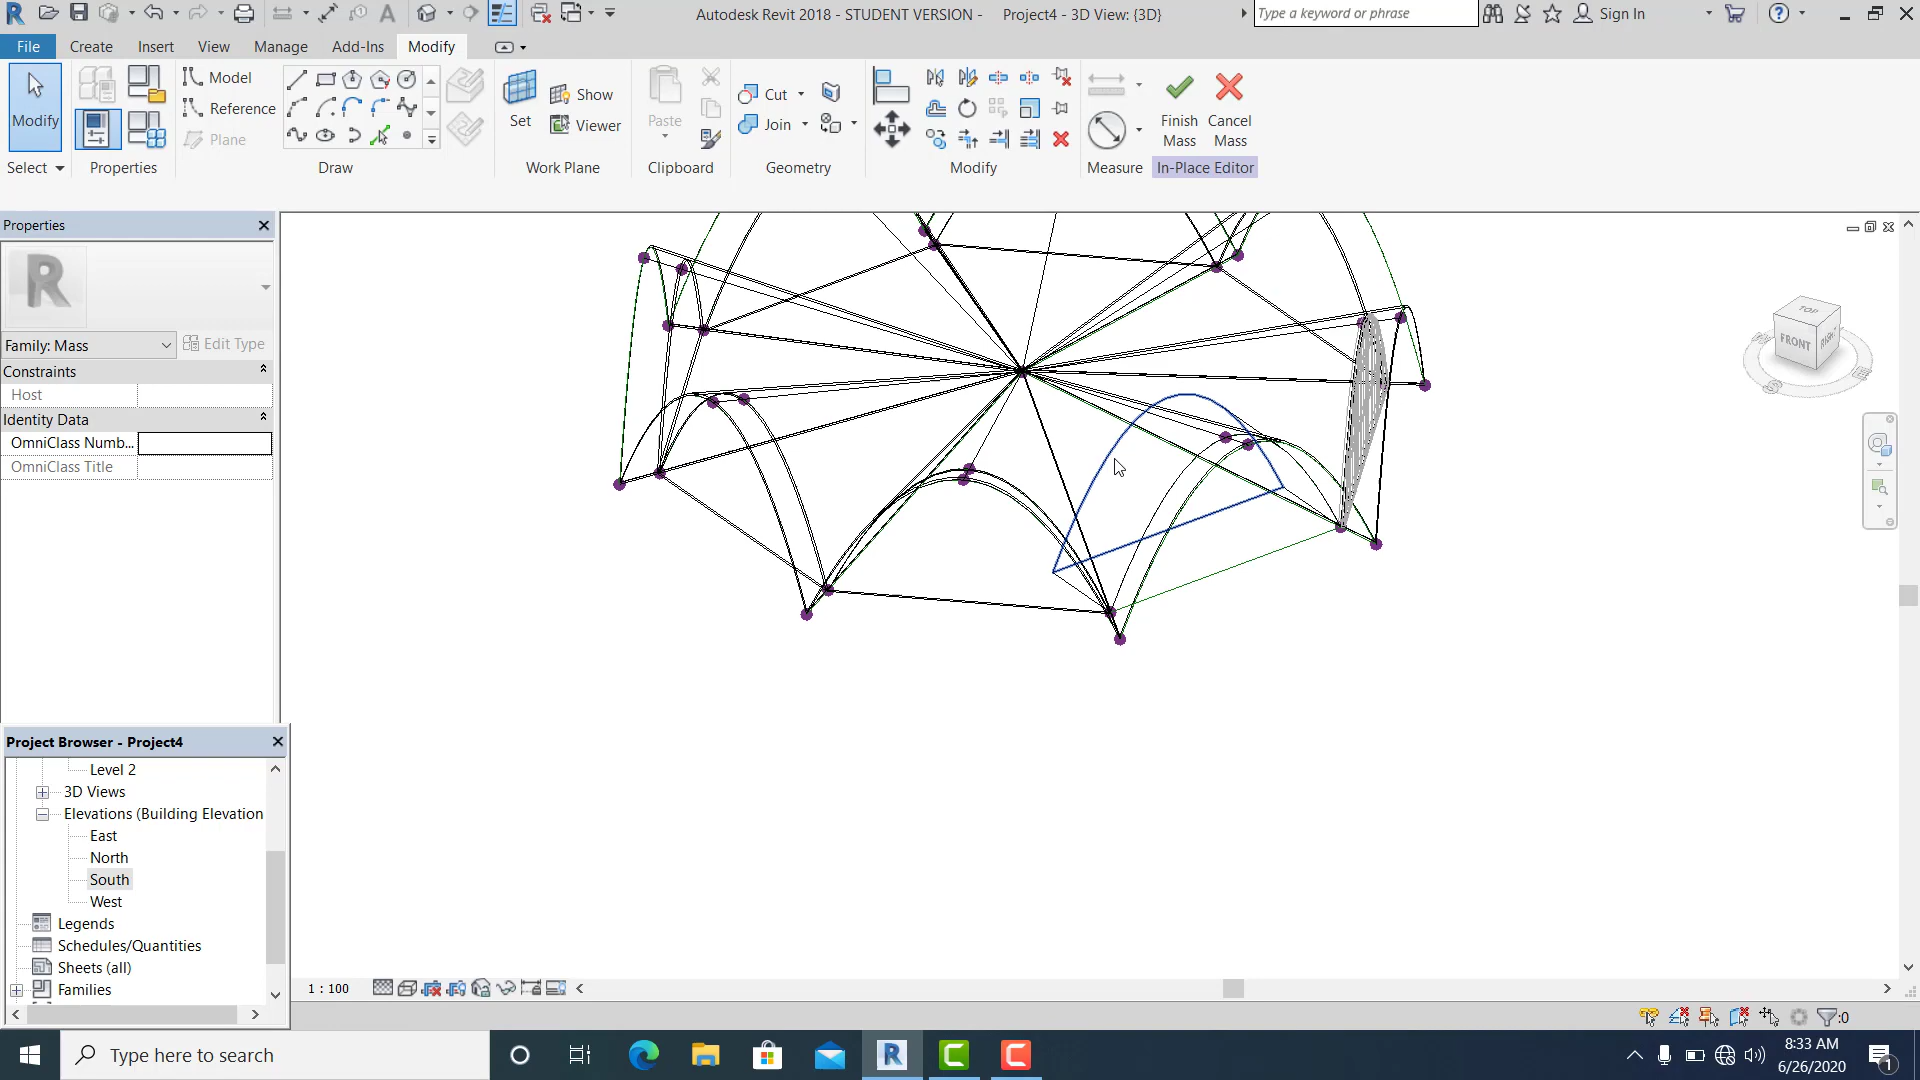 Autodesk Revit 2018 - STUDENT VERSION - Project4 - 3D View: {3D}
Type a keyword or phrase
Sign In
File Create Insert View Manage Add-Ins Modify
Modify
Model
Reference
Plane
Set
Show
Viewer
Paste
Cut
Join
Finish Mass
Cancel Mass
Select Properties Draw Work Plane Clipboard Geometry Modify Measure In-Place Editor
Properties
R
Family: Mass
Edit Type
Constraints
Host
Identity Data
OmniClass Numb...
OmniClass Title
TOP
FRONT
RIGHT
S
E
Project Browser - Project4
Level 2
3D Views
Elevations (Building Elevation
East
North
South
West
Legends
Schedules/Quantities
Sheets (all)
Families
1 : 100
:0
Type here to search
8:33 AM
6/26/2020
1